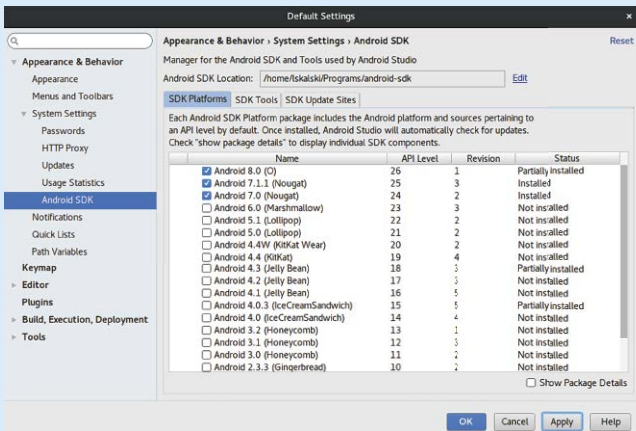 Default Settings
Appearance & Behavior
Appearance
Menus and Toolbars
System Settings
Passwords
HTTP Proxy
Updates
Usage Statistics
Android SDK
Notifications
Quick Lists
Path Variables
Keymap
Editor
Plugins
Build, Execution, Deployment
Tools
Appearance & Behavior › System Settings › Android SDK
Reset
Manager for the Android SDK and Tools used by Android Studio
Android SDK Location: /home/lskalski/Programs/android-sdk Edit
SDK Platforms SDK Tools SDK Update Sites
Each Android SDK Platform package includes the Android platform and sources pertaining to
an API level by default. Once installed, Android Studio will automatically check for updates.
Check "show package details" to display individual SDK components.
Name API Level Revision Status
Android 8.0 (O) 26 1 Partially installed
Android 7.1.1 (Nougat) 25 3 Installed
Android 7.0 (Nougat) 24 2 Installed
Android 6.0 (Marshmallow) 23 3 Not installed
Android 5.1 (Lollipop) 22 2 Not installed
Android 5.0 (Lollipop) 21 2 Not installed
Android 4.4W (KitKat Wear) 20 2 Not installed
Android 4.4 (KitKat) 19 4 Not installed
Android 4.3 (Jelly Bean) 18 3 Partially installed
Android 4.2 (Jelly Bean) 17 3 Not installed
Android 4.1 (Jelly Bean) 16 5 Not installed
Android 4.0.3 (IceCreamSandwich) 15 5 Partially installed
Android 4.0 (IceCreamSandwich) 14 4 Not installed
Android 3.2 (Honeycomb) 13 1 Not installed
Android 3.1 (Honeycomb) 12 3 Not installed
Android 3.0 (Honeycomb) 11 2 Not installed
Android 2.3.3 (Gingerbread) 10 2 Not installed
Show Package Details
OK Cancel Apply Help